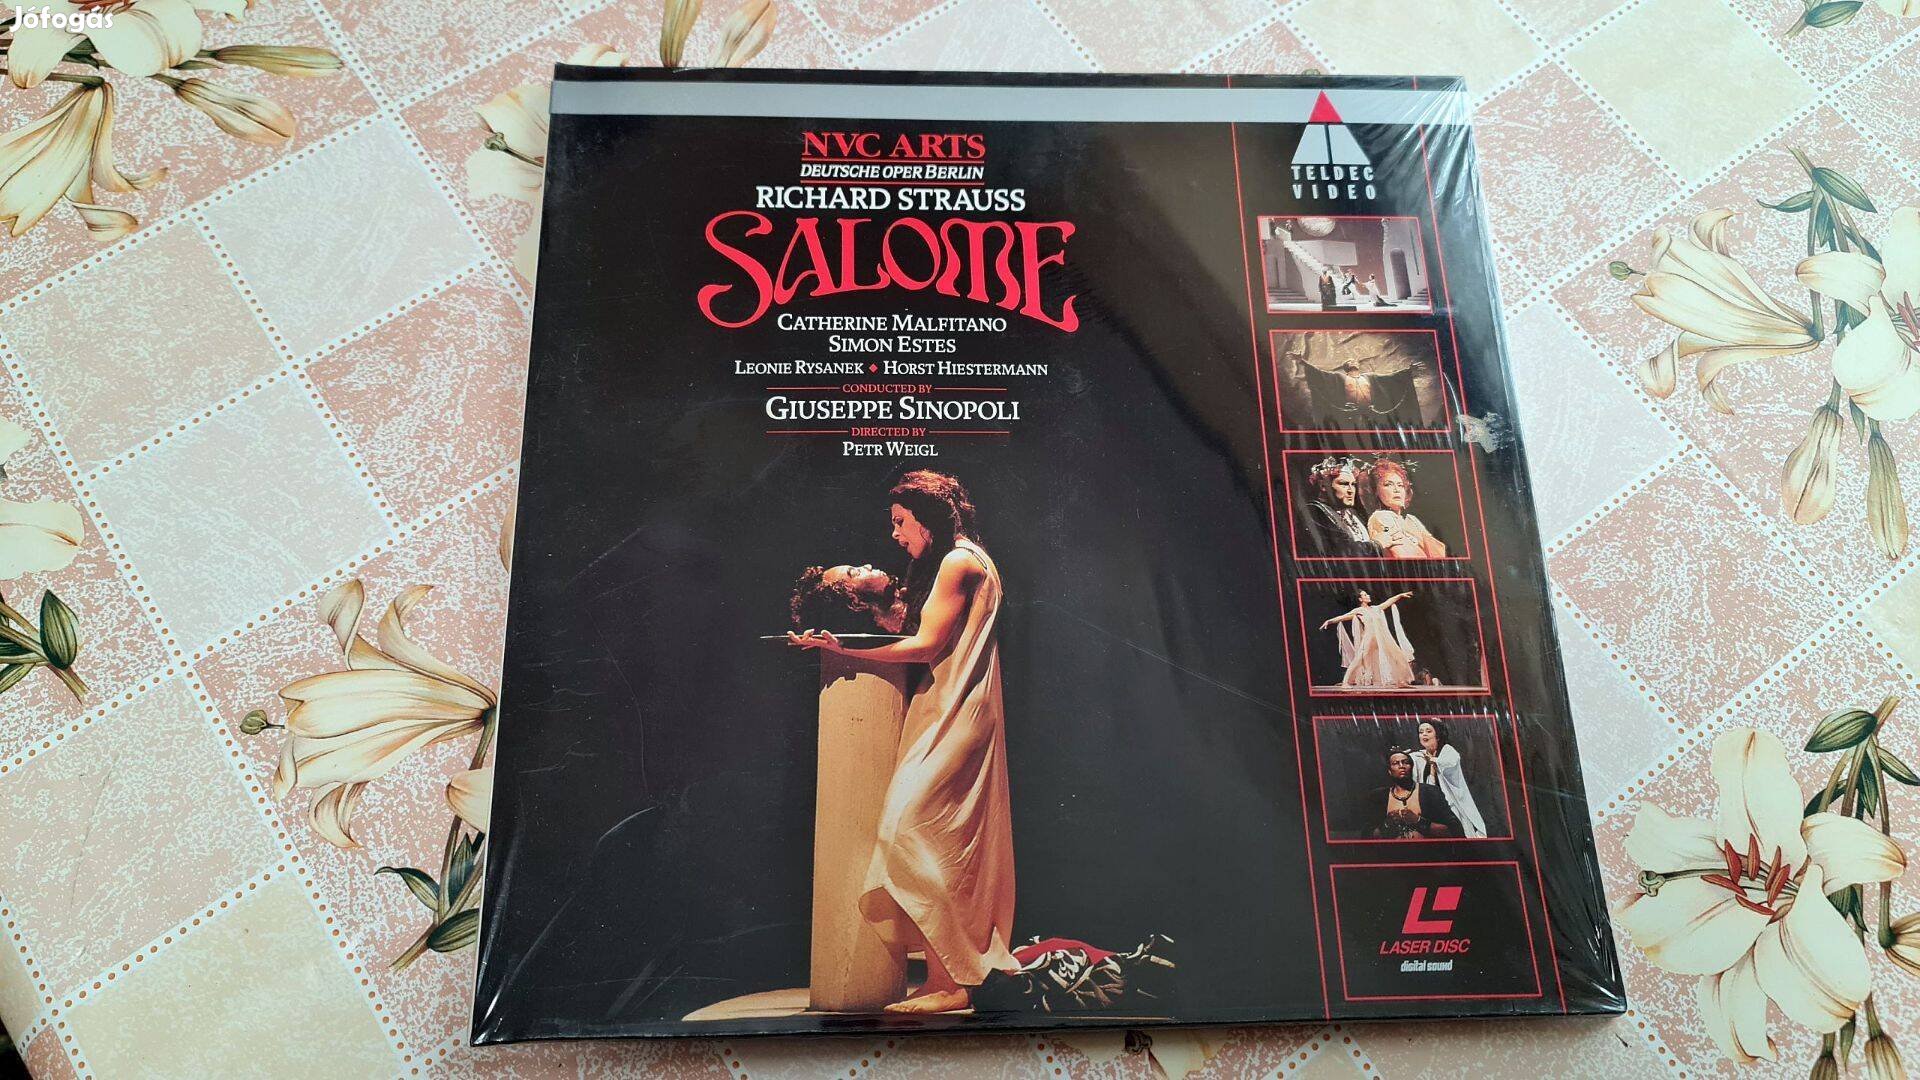 Jófogás
NVC ARTS
DEUTSCHE OPER BERLIN
RICHARD STRAUSS
SALOME
CATHERINE MALFITANO
SIMON ESTES
LEONIE RYSANEK ◆ HORST HIESTERMANN
CONDUCTED BY
GIUSEPPE SINOPOLI
DIRECTED BY
PETR WEIGL
TELDEC
VIDEO
LASER DISC
digital sound